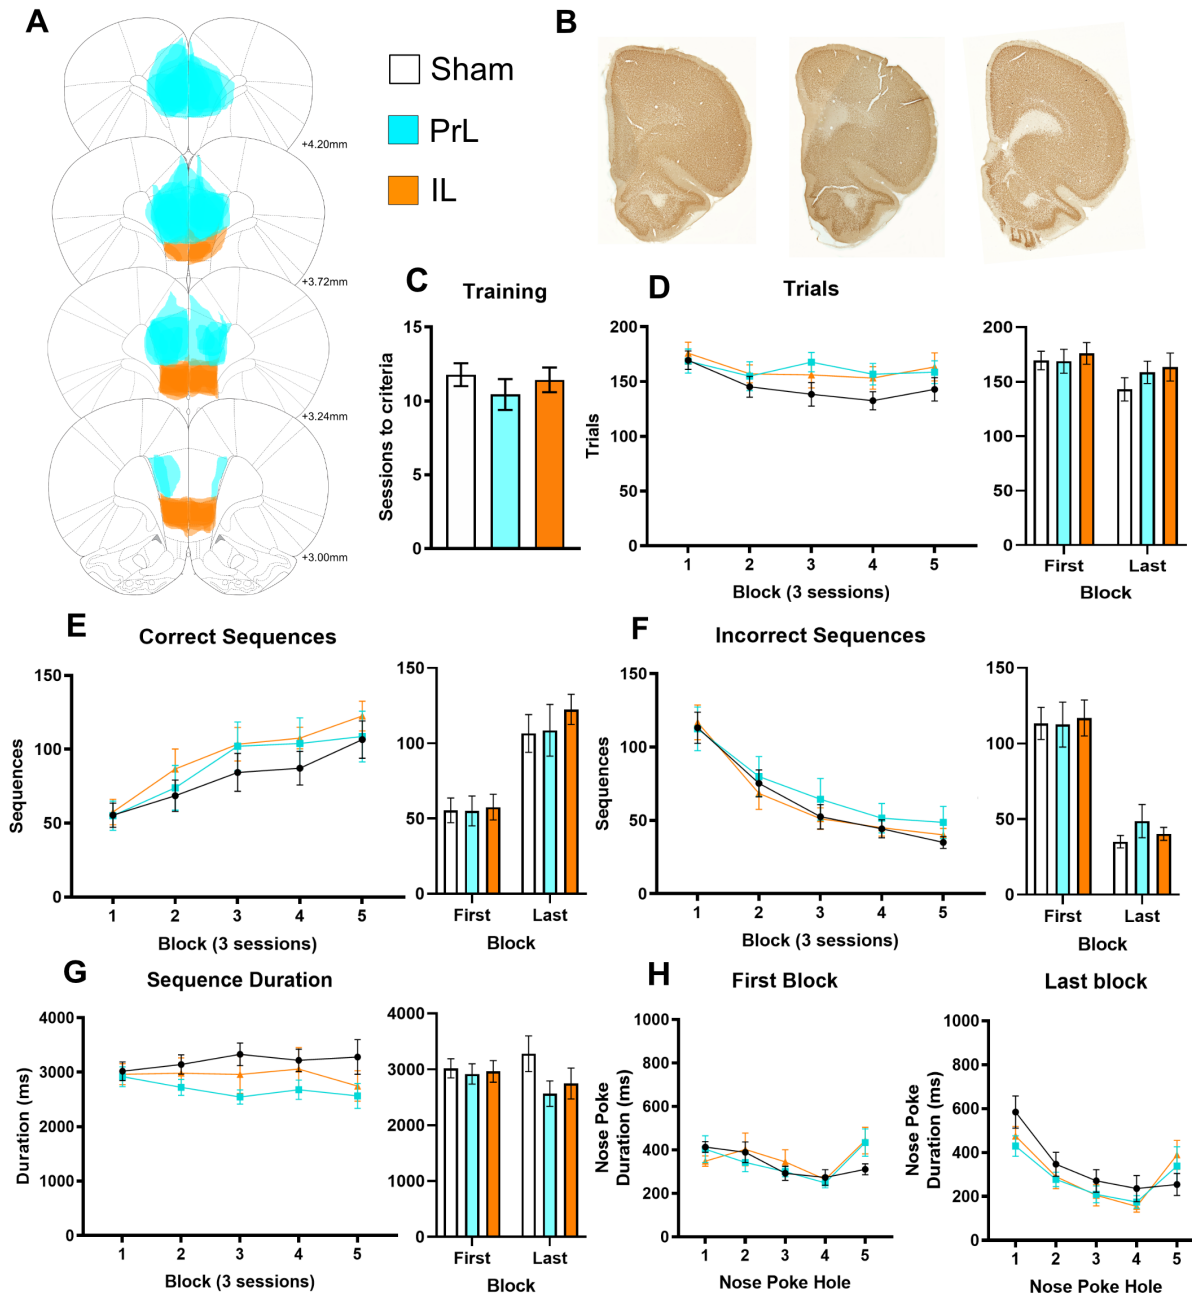 A
Sham
PrL
IL
+4.20mm
+3.72mm
+3.24mm
+3.00mm
B
C
Training
Sessions to criteria
15
10
5
0
D
Trials
Trials
200
150
100
50
0
1 2 3 4 5
Block (3 sessions)
200
150
100
50
0
First Last
Block
E
Correct Sequences
Sequences
150
100
50
0
1 2 3 4 5
Block (3 sessions)
150
100
50
0
First Last
Block
F
Incorrect Sequences
Sequences
150
100
50
0
1 2 3 4 5
Block (3 sessions)
150
100
50
0
First Last
Block
G
Sequence Duration
Duration (ms)
4000
3000
2000
1000
0
1 2 3 4 5
Block (3 sessions)
4000
3000
2000
1000
0
First Last
Block
H
First Block
Nose Poke
Duration (ms)
1000
800
600
400
200
0
1 2 3 4 5
Nose Poke Hole
Last block
Nose Poke
Duration (ms)
1000
800
600
400
200
0
1 2 3 4 5
Nose Poke Hole